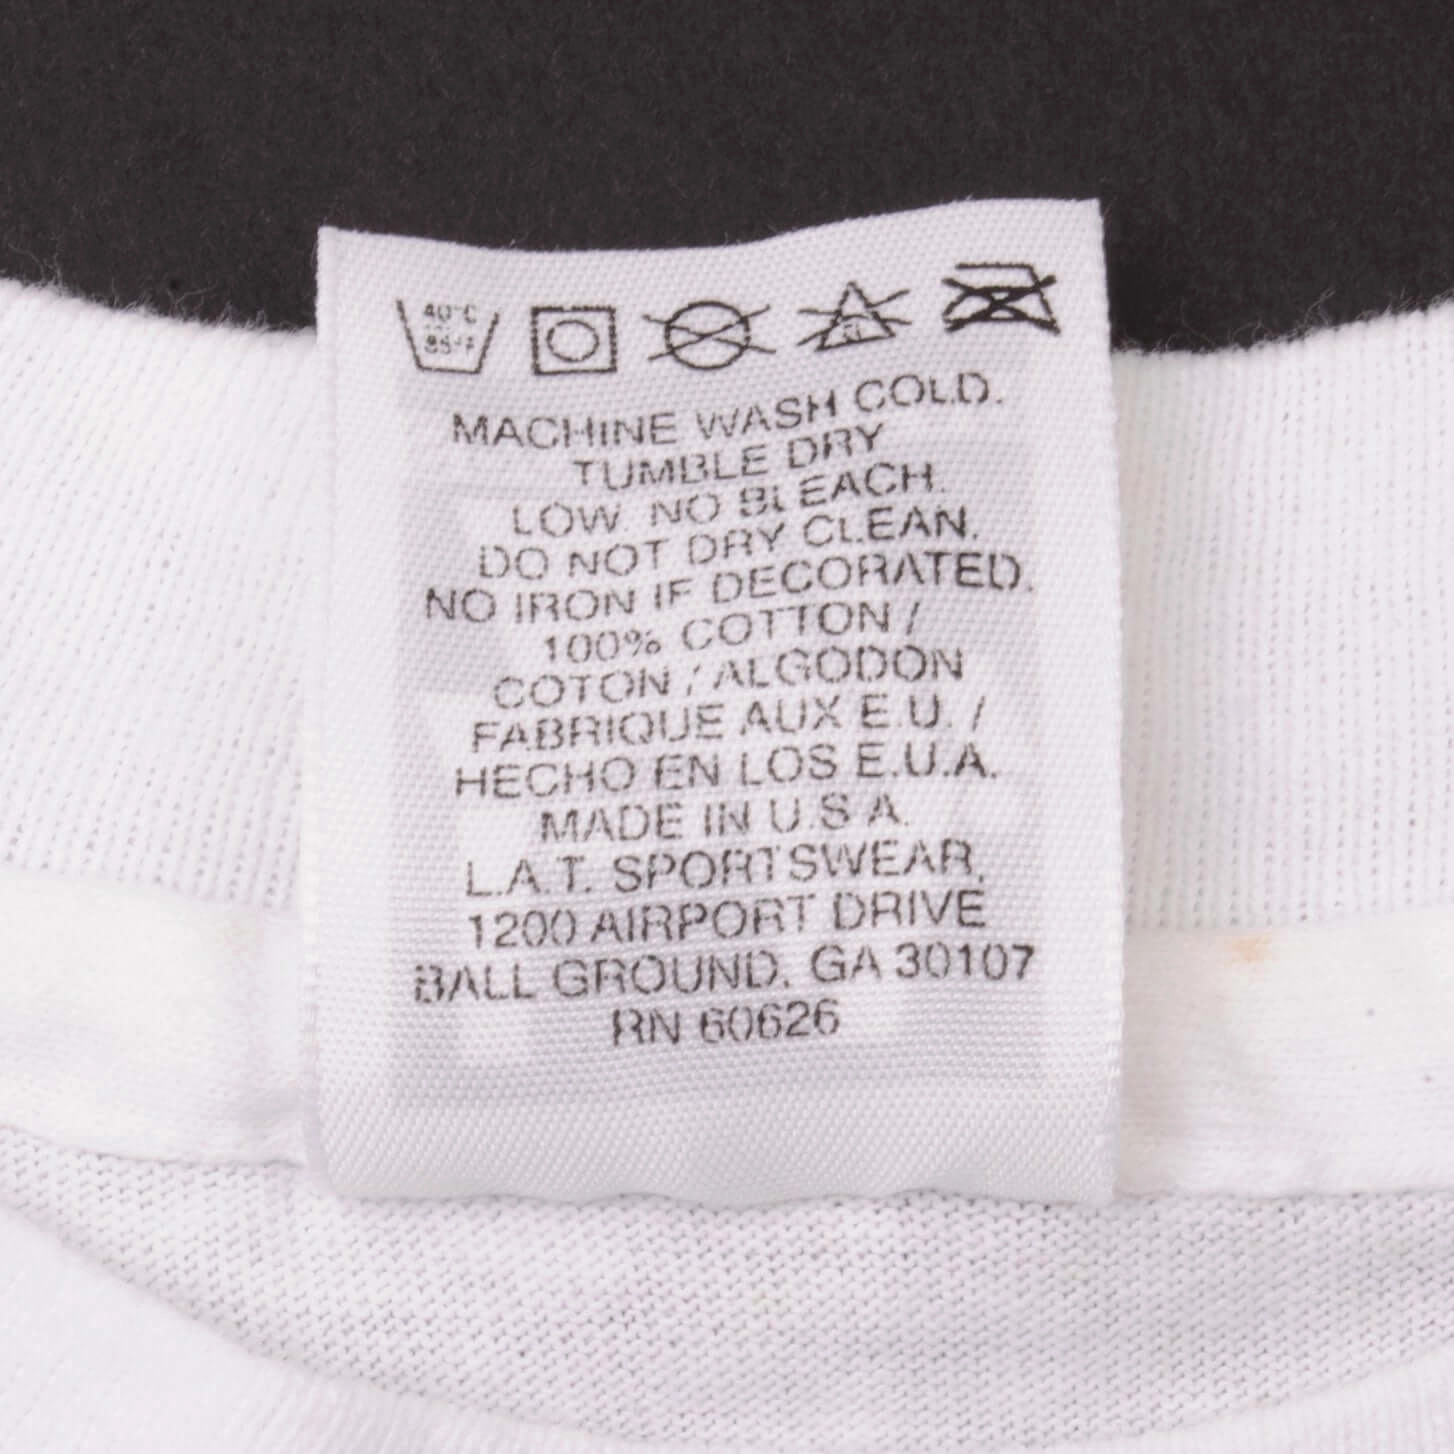 40°C
85°F
CL
MACHINE WASH COLD.
TUMBLE DRY
LOW. NO BLEACH.
DO NOT DRY CLEAN.
NO IRON IF DECORATED.
100% COTTON /
COTON / ALGODON
FABRIQUE AUX E.U. /
HECHO EN LOS E.U.A.
MADE IN U.S.A.
L.A.T. SPORTSWEAR,
1200 AIRPORT DRIVE
BALL GROUND, GA 30107
RN 60626